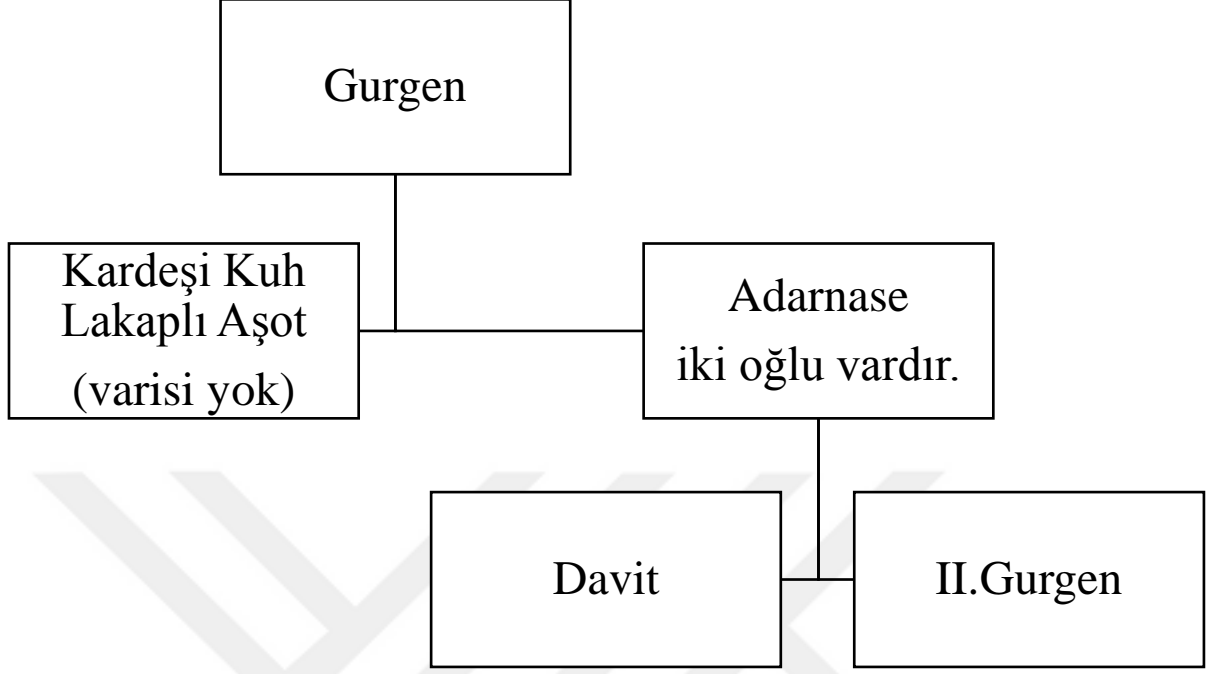 Gurgen
Kardeşi Kuh
Lakaplı Aşot
(varisi yok)
Adarnase
iki oğlu vardır.
Davit
II.Gurgen